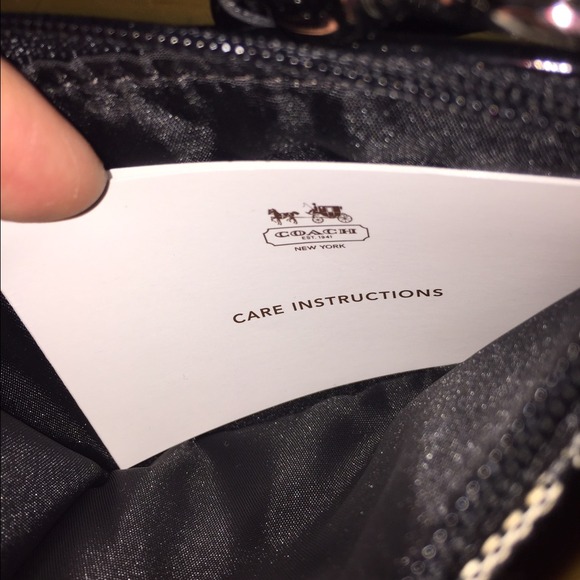 COACH
EST. 1941
NEW YORK
CARE INSTRUCTIONS